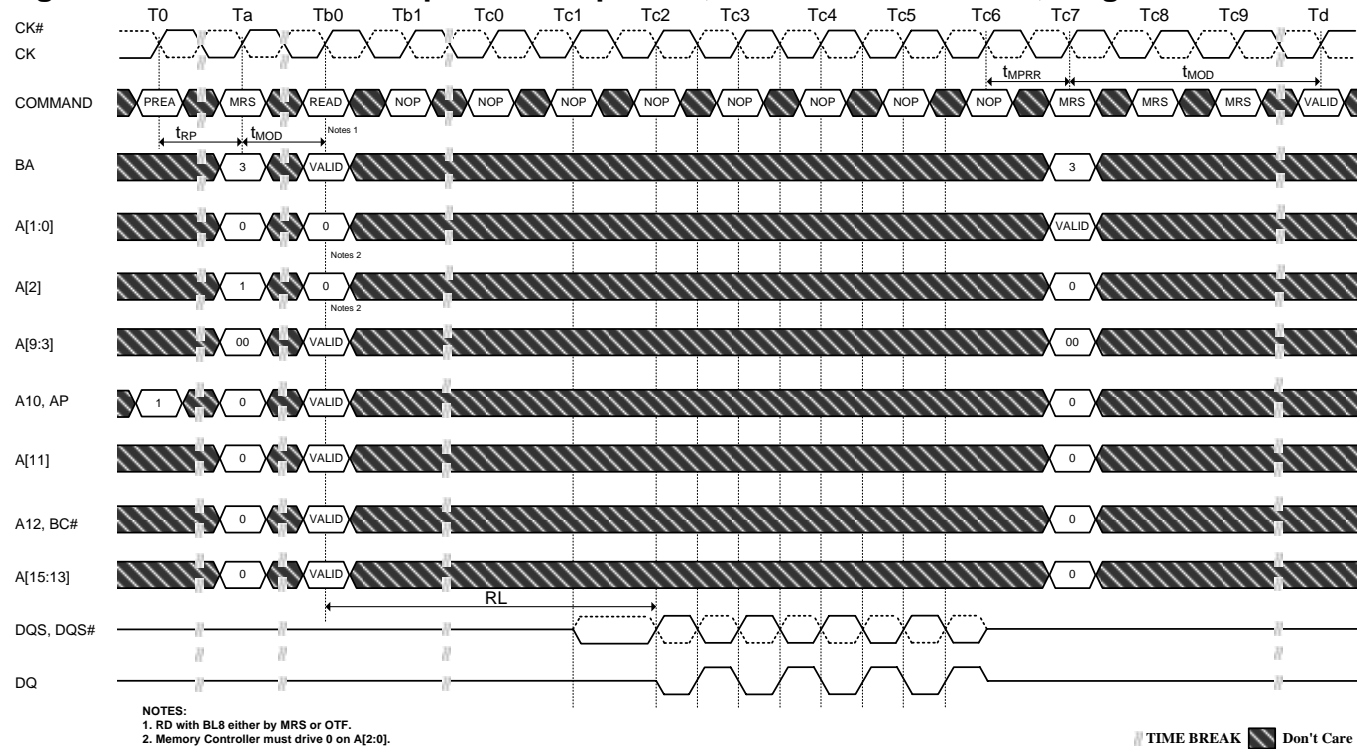 T0 Ta Tb0 Tb1 Tc0 Tc1 Tc2 Tc3 Tc4 Tc5 Tc6 Tc7 Tc8 Tc9 Td
CK#
CK
tMPRR tMOD
COMMAND PREA MRS READ NOP NOP NOP NOP NOP NOP NOP NOP MRS MRS MRS VALID
tRP tMOD Notes 1
BA 3 VALID 3
A[1:0] 0 0 VALID
Notes 2
A[2] 1 0 0
Notes 2
A[9:3] 00 VALID 00
A10, AP 1 0 VALID 0
A[11] 0 VALID 0
A12, BC# 0 VALID 0
A[15:13] 0 VALID 0
RL
DQS, DQS#
DQ
NOTES:
1. RD with BL8 either by MRS or OTF.
2. Memory Controller must drive 0 on A[2:0].
TIME BREAK Don't Care